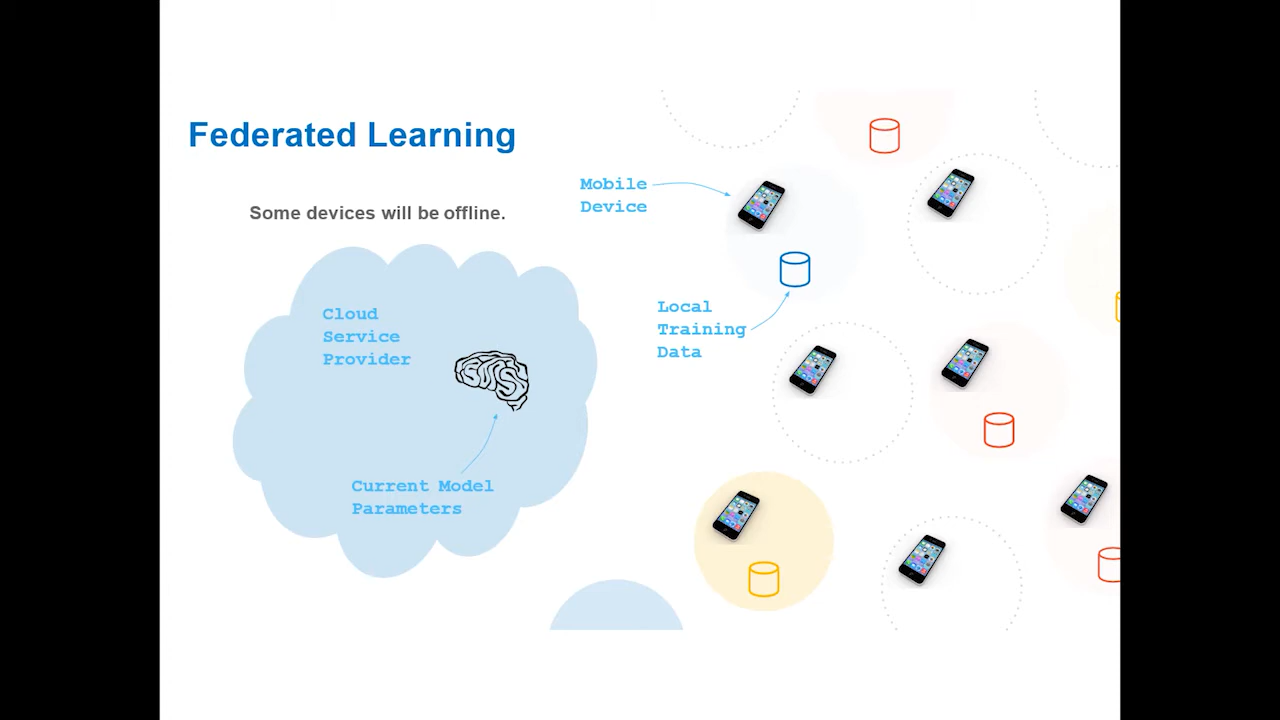 Federated Learning
Some devices will be offline.
Mobile
Device
Local
Training
Data
Cloud
Service
Provider
Current Model
Parameters